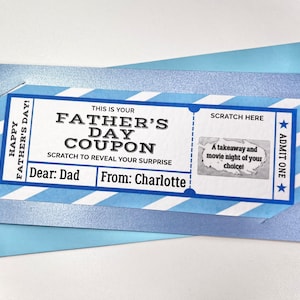 HAPPY
FATHER'S DAY!
THIS IS YOUR
FATHER'S
DAY
COUPON
SCRATCH TO REVEAL YOUR SURPRISE
Dear: Dad
From: Charlotte
SCRATCH HERE
A takeaway and
movie night of your
choice!
ADMIT ONE